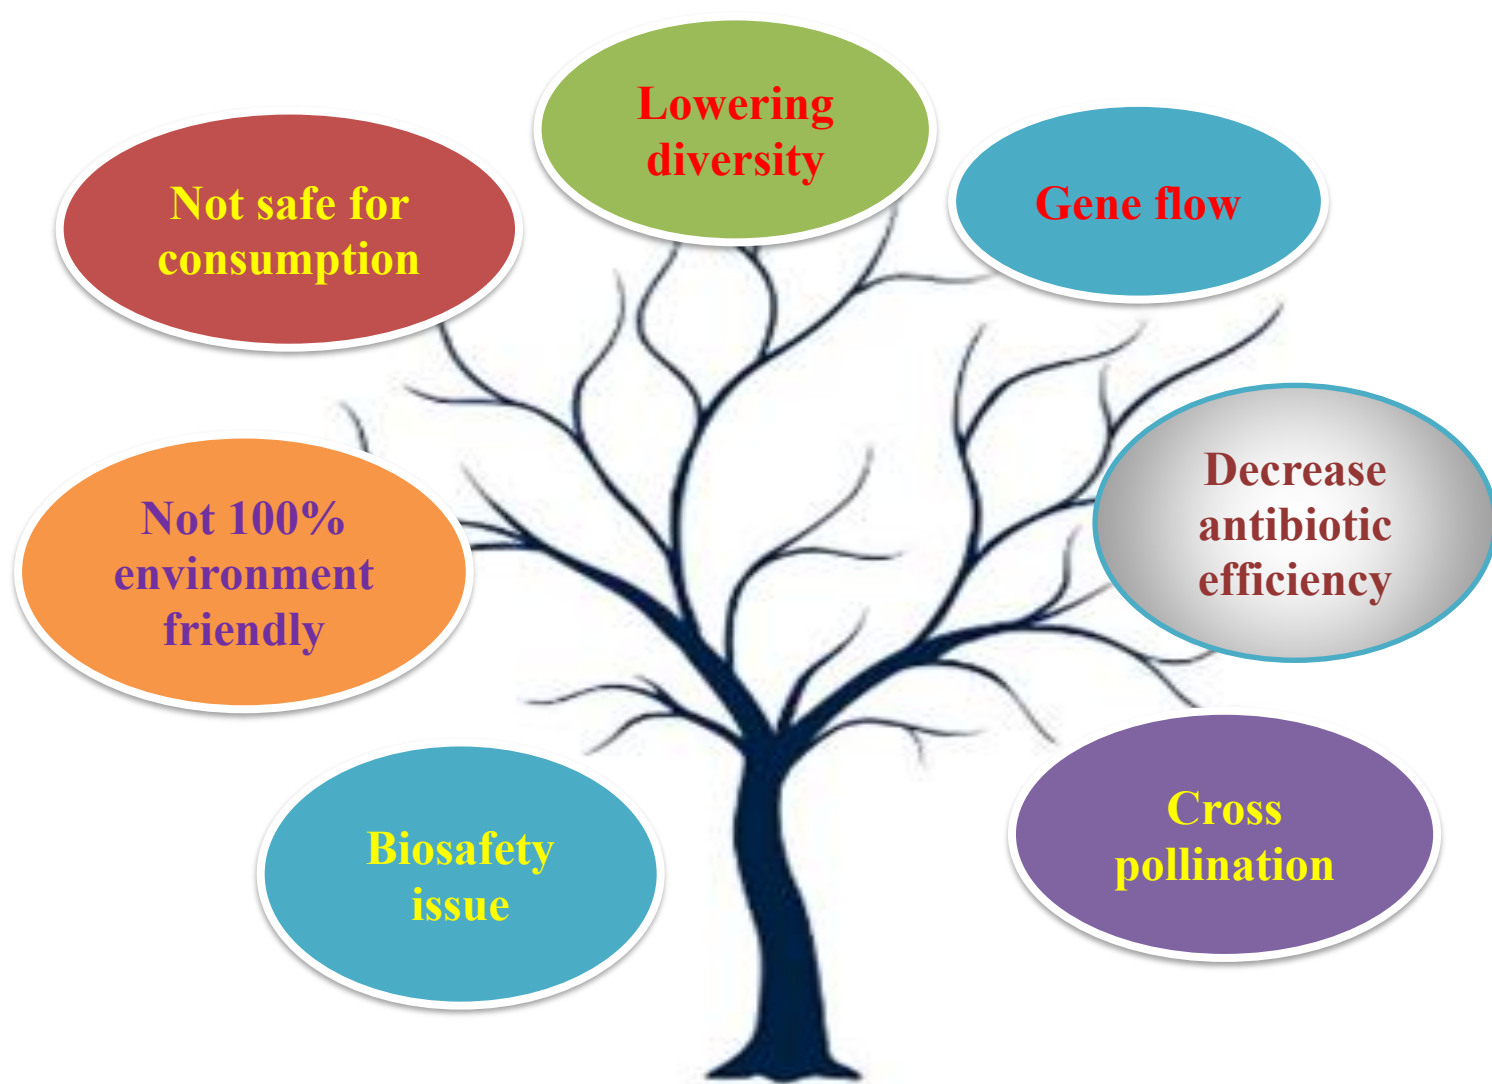 Lowering
diversity
Not safe for
consumption
Gene flow
Decrease
antibiotic
efficiency
Not 100%
environment
friendly
Cross
pollination
Biosafety
issue